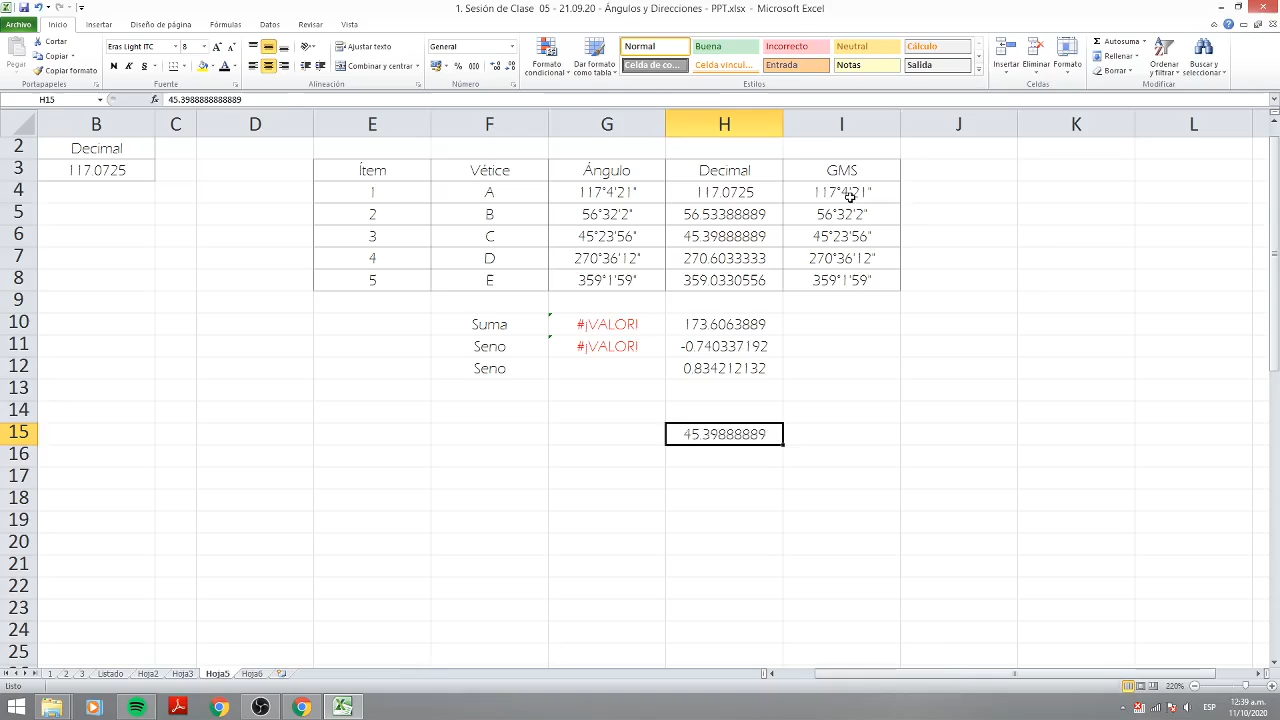 1. Sesión de Clase 05 - 21.09.20 - Ángulos y Direcciones - PPT.xlsx - Microsoft Excel
Archivo Inicio Insertar Diseño de página Fórmulas Datos Revisar Vista
Pegar Cortar Copiar Copiar formato
Portapapeles
Eras Light ITC 8
N K S
Fuente
Ajustar texto
Combinar y centrar
Alineación
General
% 000
Número
Formato condicional
Dar formato como tabla
Normal Buena Incorrecto Neutral Cálculo
Celda de co... Celda vincul... Entrada Notas Salida
Estilos
Insertar Eliminar Formato
Celdas
Autosuma
Rellenar
Borrar
Ordenar y filtrar
Buscar y seleccionar
Modificar
H15 fx 45.3988888888889
B C D E F G H I J K L
2 Decimal
3 117.0725 Ítem Vétice Ángulo Decimal GMS
4 1 A 117°4'21" 117.0725 117°4'21"
5 2 B 56°32'2" 56.53388889 56°32'2"
6 3 C 45°23'56" 45.39888889 45°23'56"
7 4 D 270°36'12" 270.6033333 270°36'12"
8 5 E 359°1'59" 359.0330556 359°1'59"
9
10 Suma #¡VALOR! 173.6063889
11 Seno #¡VALOR! -0.740337192
12 Seno 0.834212132
13
14
15 45.39888889
16
17
18
19
20
21
22
23
24
25
1 2 3 Listado Hoja2 Hoja3 Hoja5 Hoja6
Listo 220%
ESP 12:39 a.m.
11/10/2020